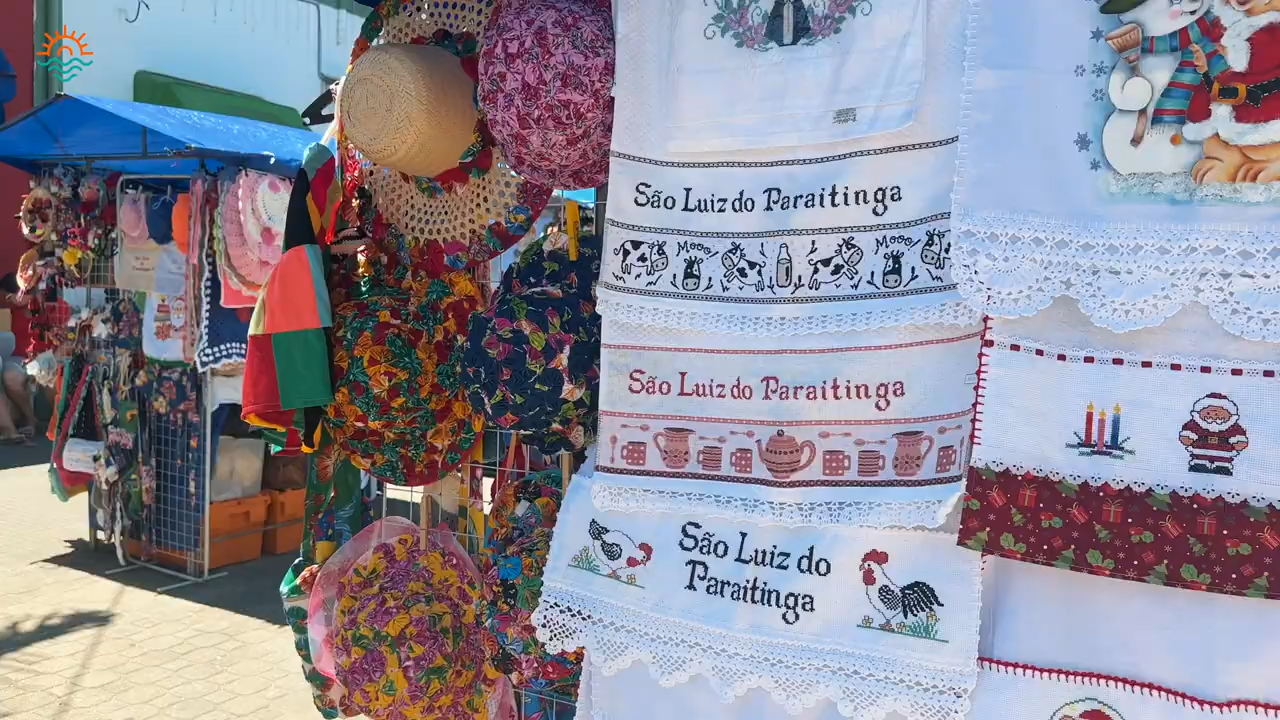 São Luiz do Paraitinga
Mooo!
Mooo!
São Luiz do Paraitinga
São Luiz do
Paraitinga